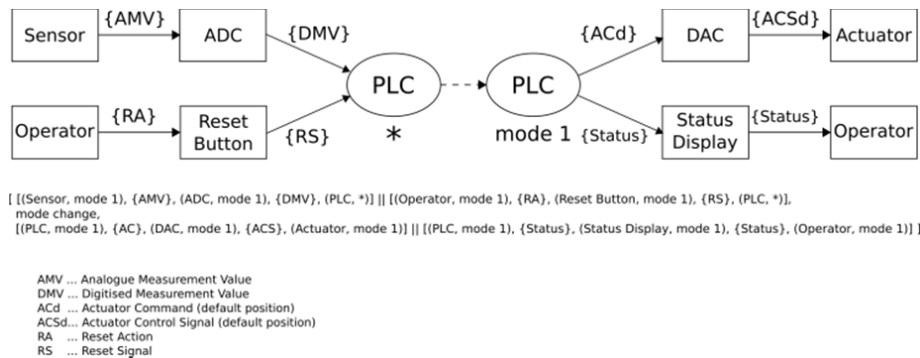 {AMV}
{ACSd]
Sensor
ADC
{DMV}
{ACd}
DAC
Actuator
PLC
PLC
Operator
{RA}
Reset
Button
{RS}
*
mode 1
{Status}
Status
Display
{Status}
Operator
[ [(Sensor, mode 1), {AMV}, (ADC, mode 1), {DMV}, (PLC, *)] || [(Operator, mode 1), {RA}, (Reset Button, mode 1), {RS}, (PLC, *)],
mode change,
[(PLC, mode 1), {AC}, (DAC, mode 1), {ACS}, (Actuator, mode 1)] || [(PLC, mode 1), {Status}, (Status Display, mode 1), {Status}, (Operator, mode 1)] ]
AMV ... Analogue Measurement Value
DMV ... Digitised Measurement Value
ACd ... Actuator Command (default position)
ACSd... Actuator Control Signal (default position)
RA ... Reset Action
RS ... Reset Signal